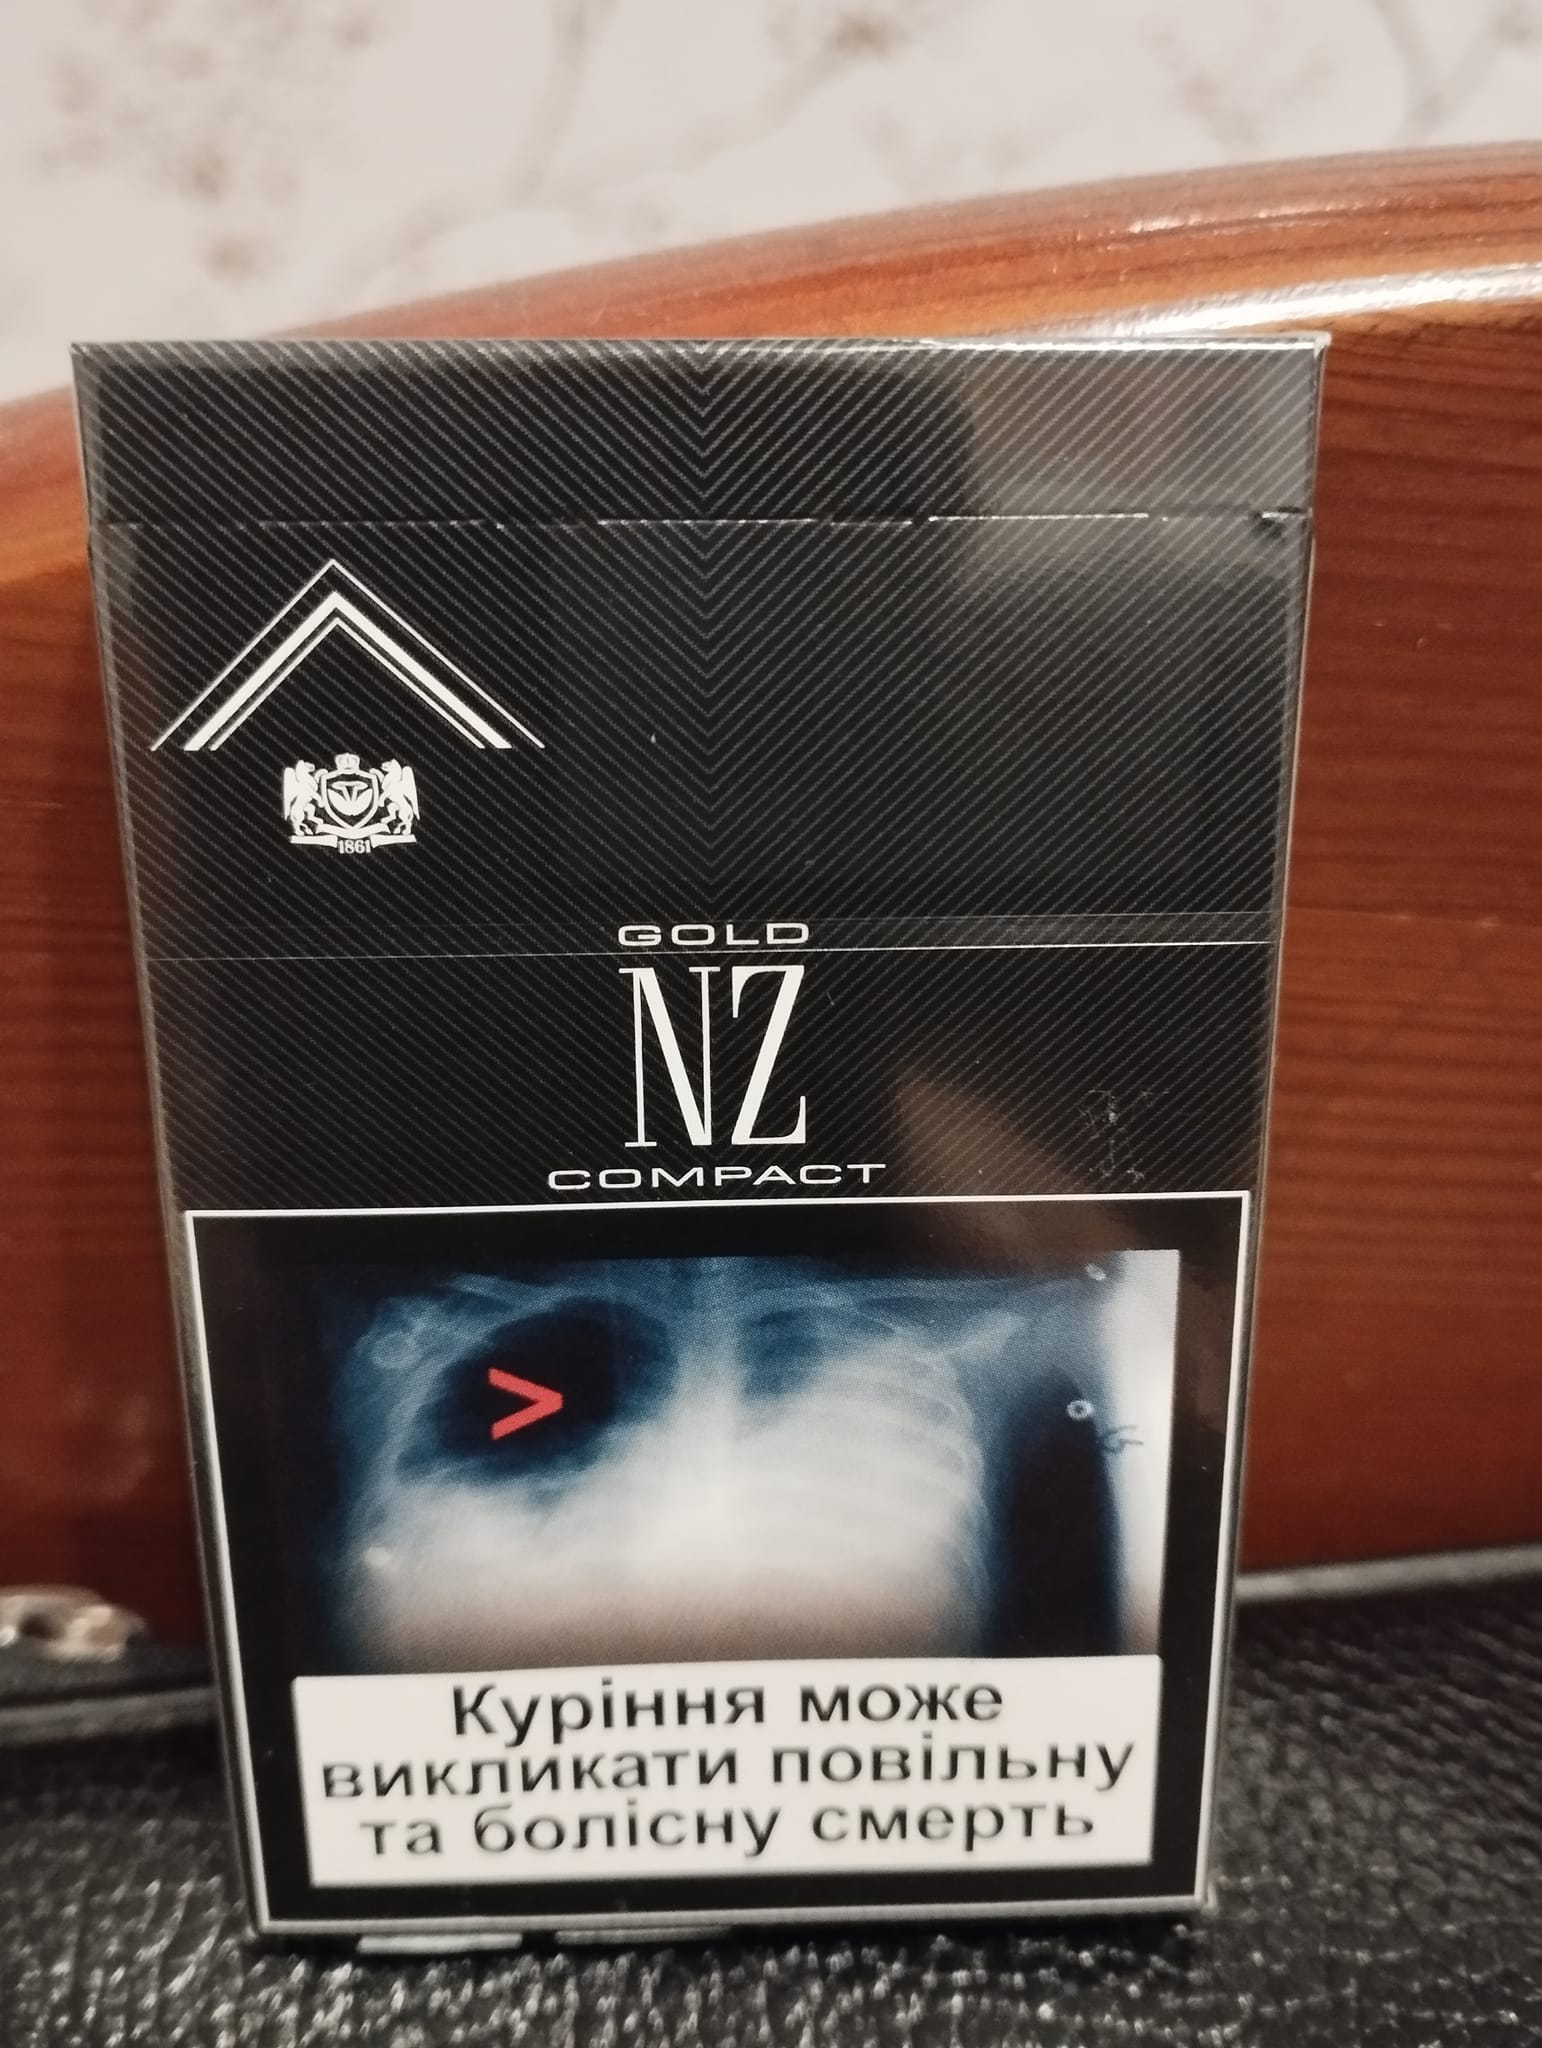 1861
GOLD
NZ
COMPACT
>
Куріння може
викликати повільну
та болісну смерть